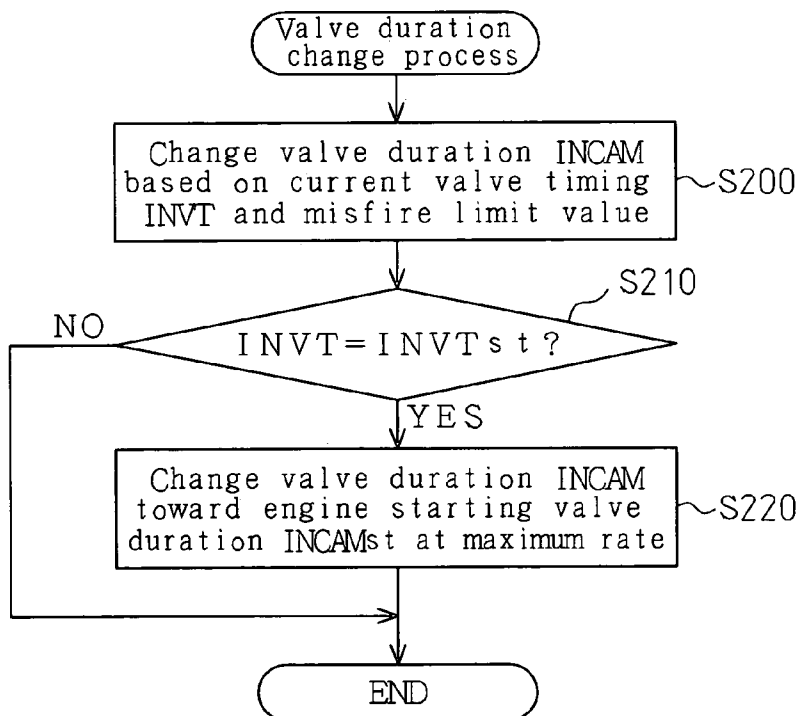 Valve duration
change process
Change valve duration INCAM
based on current valve timing
INVT and misfire limit value
S200
S210
NO
INVT=INVTst?
YES
Change valve duration INCAM
toward engine starting valve
duration INCAMst at maximum rate
S220
END